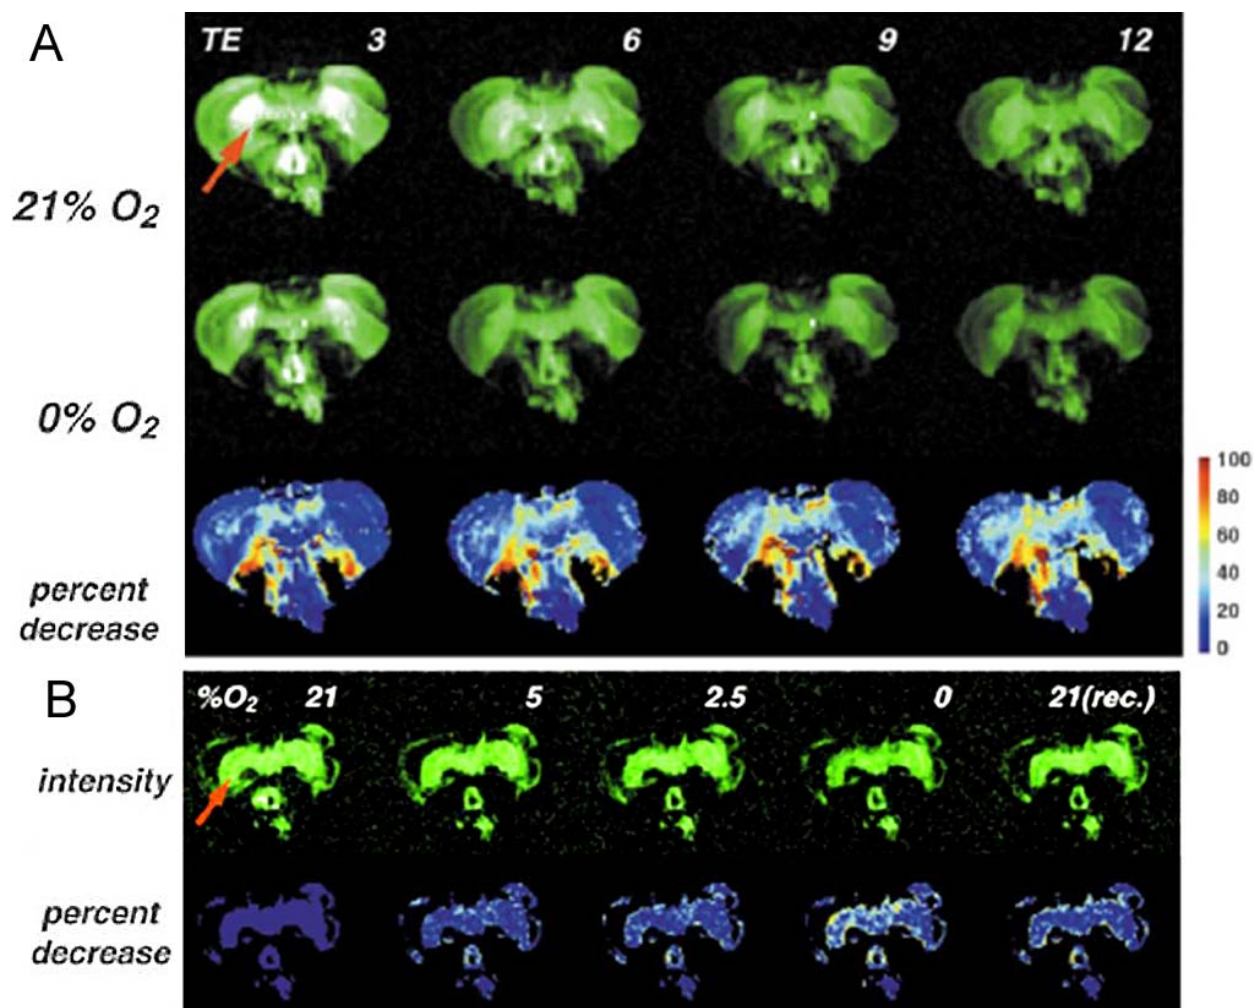 A
TE 3 6 9 12
21% O₂
0% O₂
percent
decrease
100
80
60
40
20
0
B
%O₂ 21 5 2.5 0 21(rec.)
intensity
percent
decrease